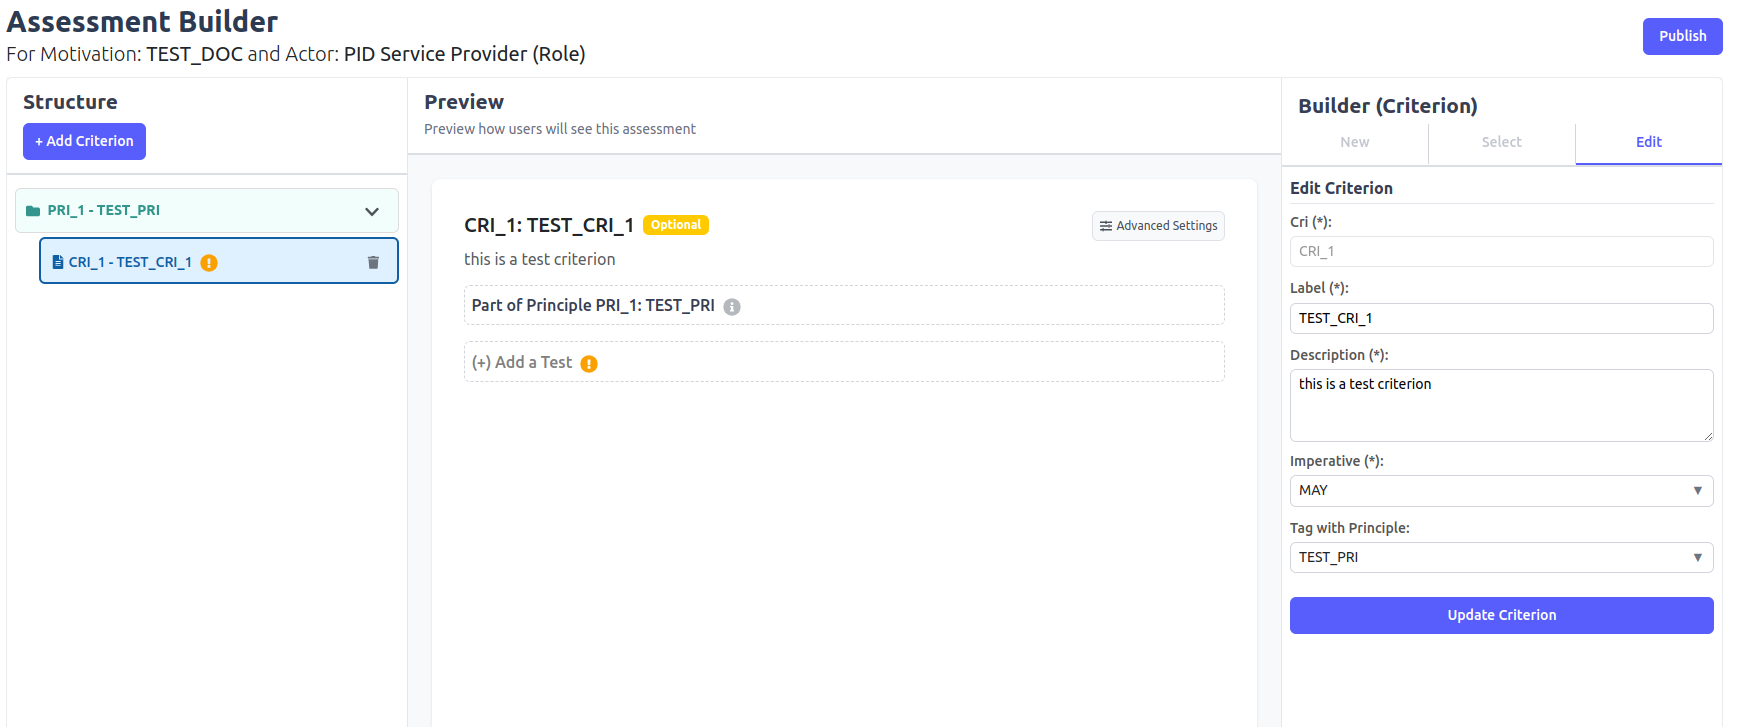 Assessment Builder
For Motivation: TEST_DOC and Actor: PID Service Provider (Role)
Publish
Structure
+ Add Criterion
PRI_1 - TEST_PRI
CRI_1 - TEST_CRI_1
Preview
Preview how users will see this assessment
CRI_1: TEST_CRI_1 Optional
Advanced Settings
this is a test criterion
Part of Principle PRI_1: TEST_PRI
(+) Add a Test
Builder (Criterion)
New Select Edit
Edit Criterion
Cri (*):
CRI_1
Label (*):
TEST_CRI_1
Description (*):
this is a test criterion
Imperative (*):
MAY
Tag with Principle:
TEST_PRI
Update Criterion